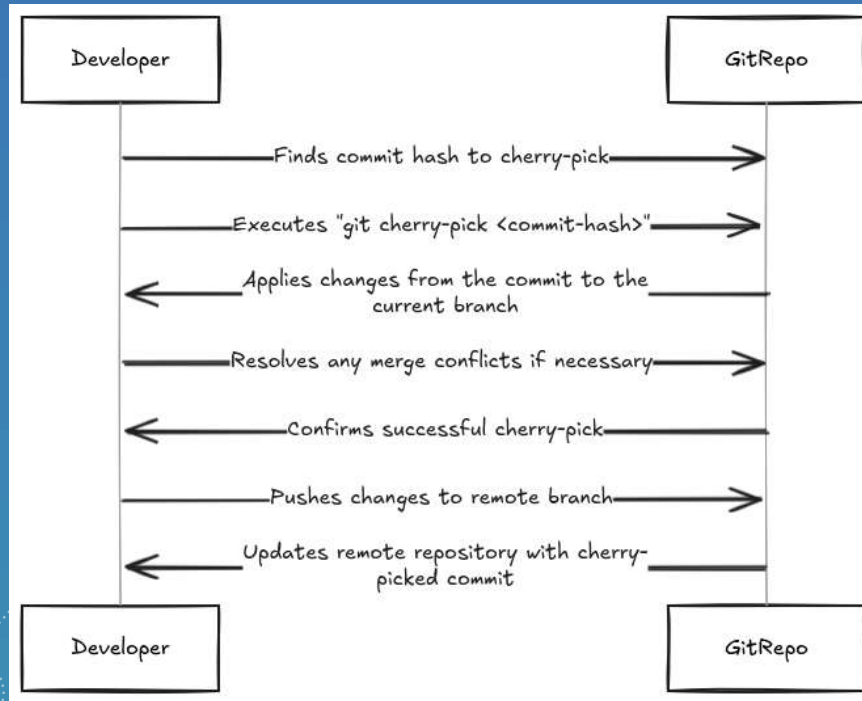 Developer
GitRepo
Finds commit hash to cherry-pick
Executes "git cherry-pick <commit-hash>"
Applies changes from the commit to the
current branch
Resolves any merge conflicts if necessary
Confirms successful cherry-pick
Pushes changes to remote branch
Updates remote repository with cherry-
picked commit
Developer
GitRepo